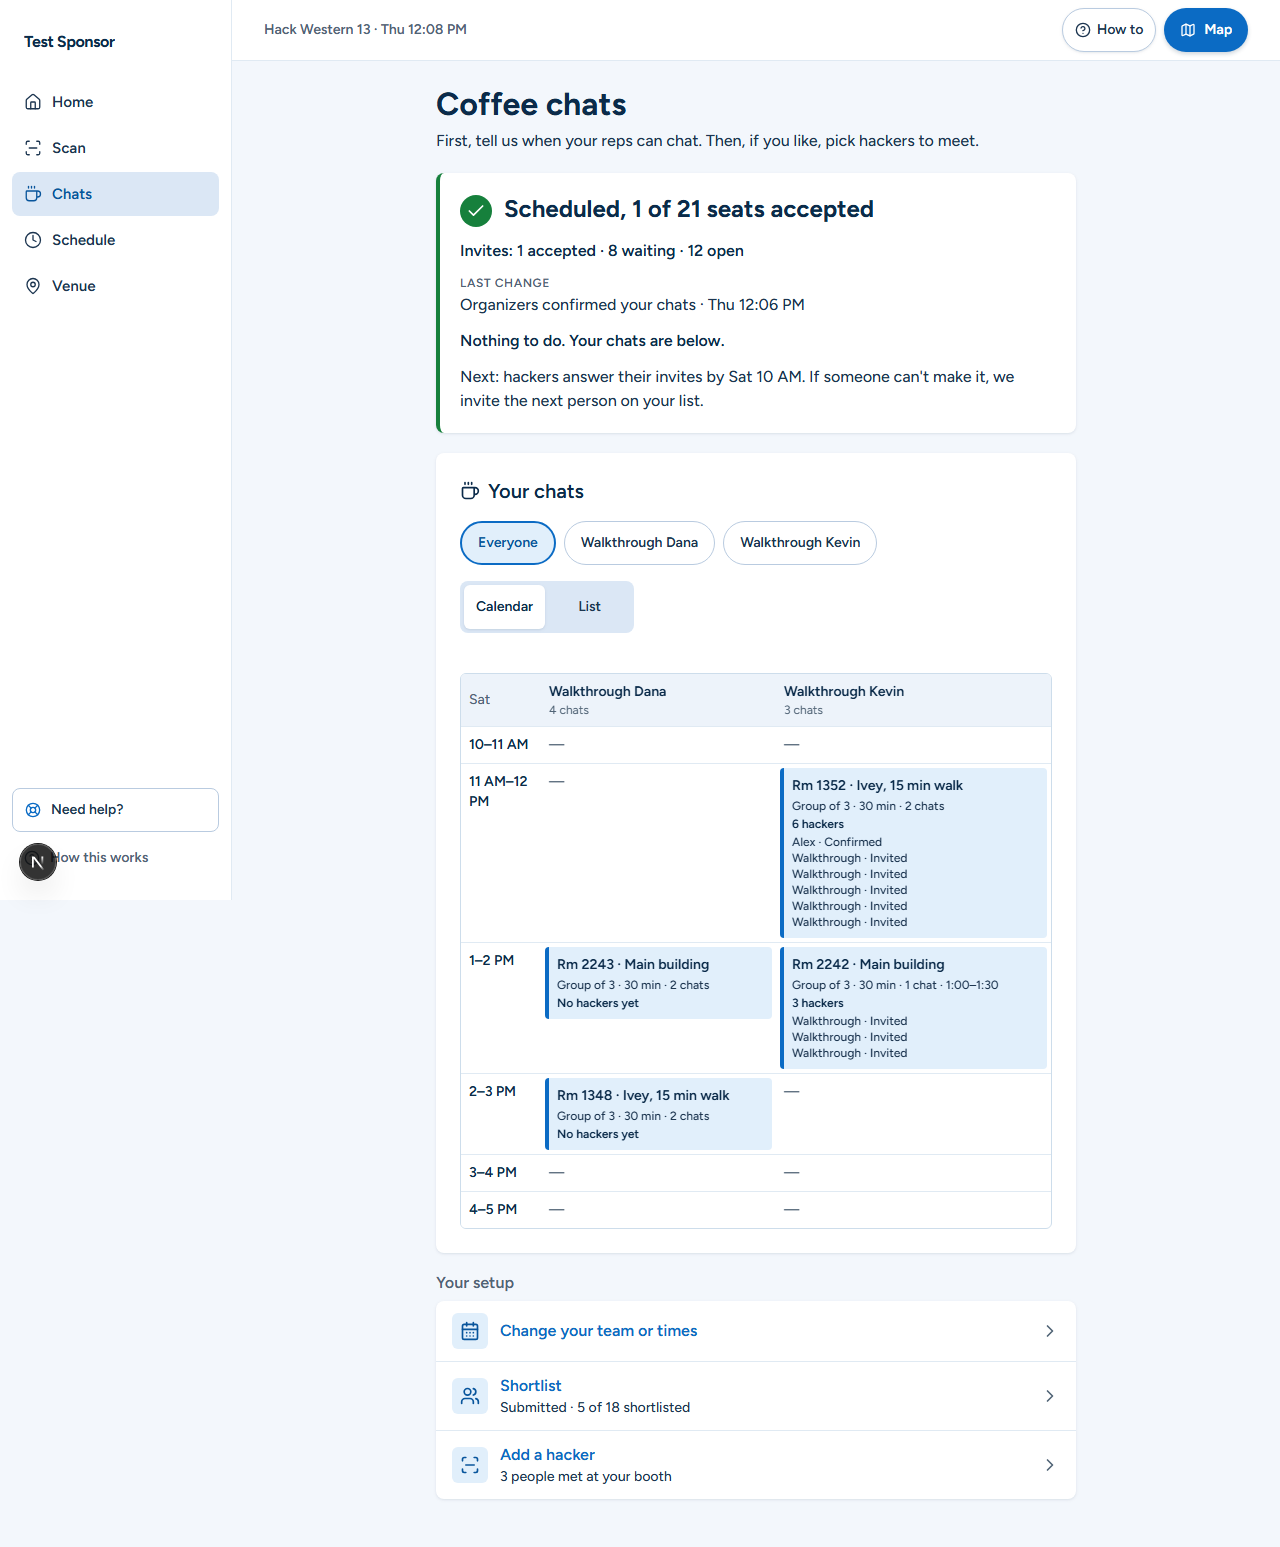 Test Sponsor
Home
Scan
Chats
Schedule
Venue
Need help?
How this works
N
Hack Western 13 · Thu 12:08 PM
How to
Map
Coffee chats
First, tell us when your reps can chat. Then, if you like, pick hackers to meet.
Scheduled, 1 of 21 seats accepted
Invites: 1 accepted · 8 waiting · 12 open
LAST CHANGE
Organizers confirmed your chats · Thu 12:06 PM
Nothing to do. Your chats are below.
Next: hackers answer their invites by Sat 10 AM. If someone can't make it, we
invite the next person on your list.
Your chats
Everyone
Walkthrough Dana
Walkthrough Kevin
Calendar
List
Sat
Walkthrough Dana
4 chats
Walkthrough Kevin
3 chats
10–11 AM
—
—
11 AM–12
PM
—
Rm 1352 · Ivey, 15 min walk
Group of 3 · 30 min · 2 chats
6 hackers
Alex · Confirmed
Walkthrough · Invited
Walkthrough · Invited
Walkthrough · Invited
Walkthrough · Invited
Walkthrough · Invited
1–2 PM
Rm 2243 · Main building
Group of 3 · 30 min · 2 chats
No hackers yet
Rm 2242 · Main building
Group of 3 · 30 min · 1 chat · 1:00–1:30
3 hackers
Walkthrough · Invited
Walkthrough · Invited
Walkthrough · Invited
2–3 PM
Rm 1348 · Ivey, 15 min walk
Group of 3 · 30 min · 2 chats
No hackers yet
—
3–4 PM
—
—
4–5 PM
—
—
Your setup
Change your team or times
Shortlist
Submitted · 5 of 18 shortlisted
Add a hacker
3 people met at your booth